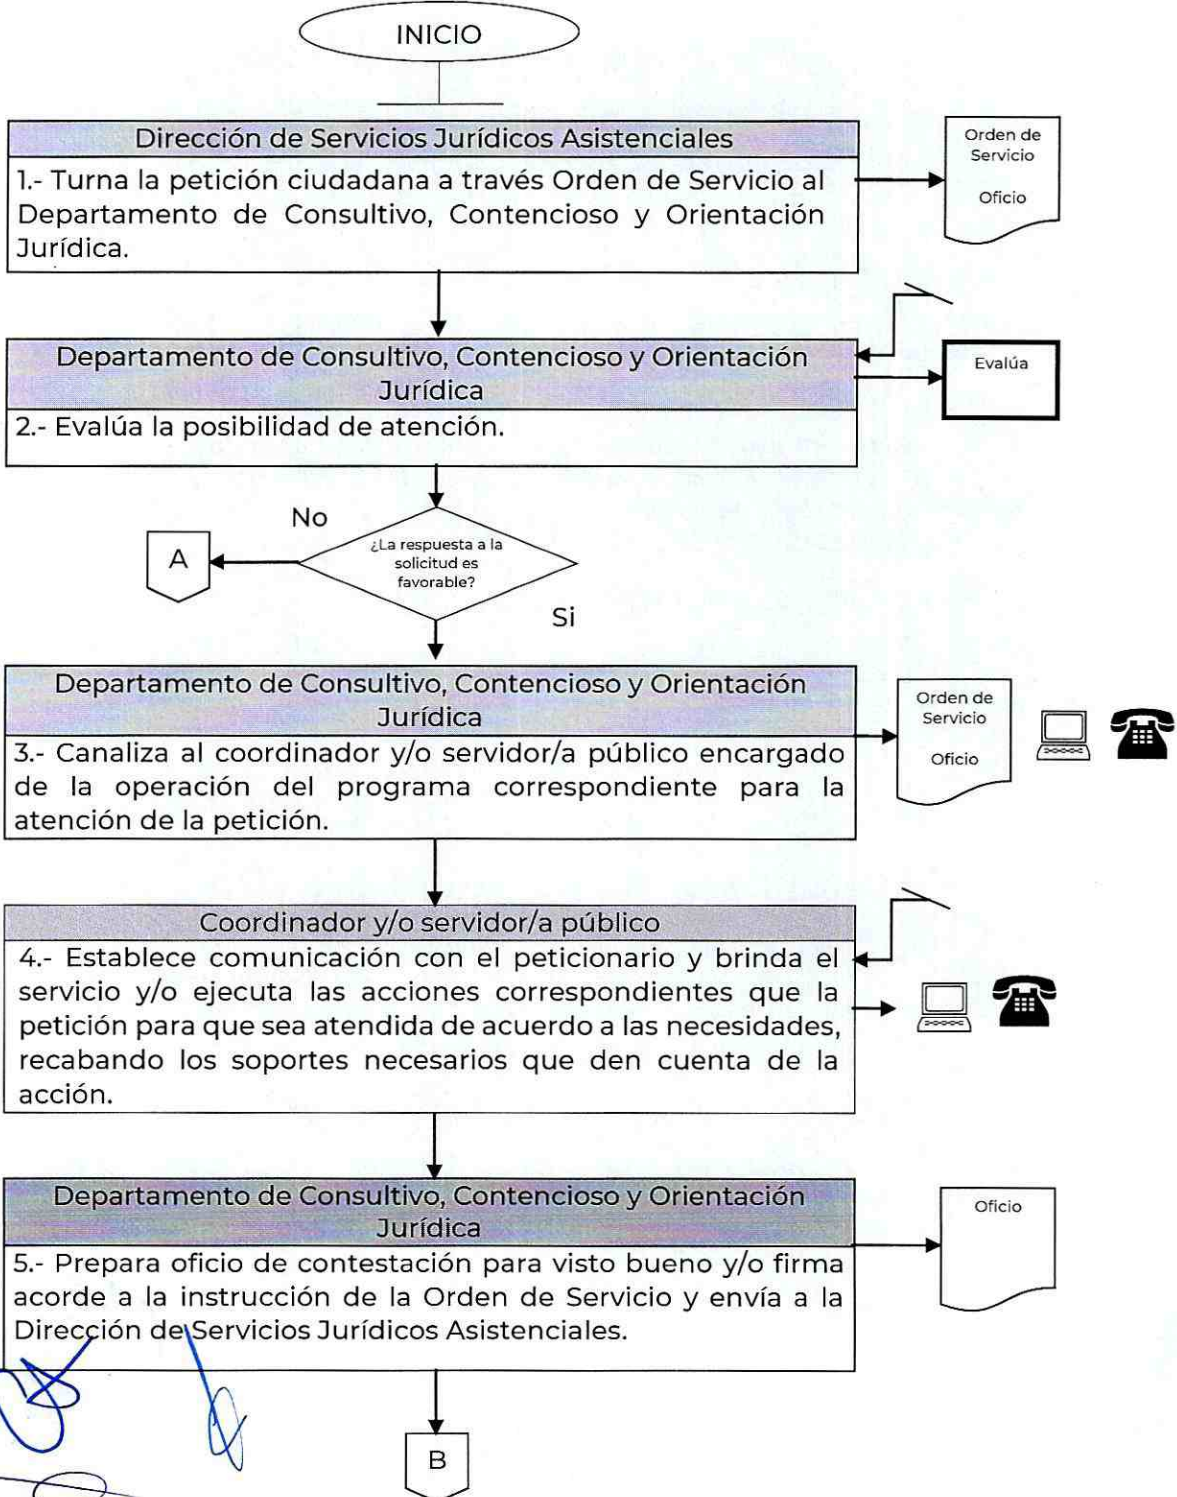 INICIO
Dirección de Servicios Jurídicos Asistenciales
1.- Turna la petición ciudadana a través Orden de Servicio al
Departamento de Consultivo, Contencioso y Orientación
Jurídica.
Orden de
Servicio
Oficio
Departamento de Consultivo, Contencioso y Orientación
Jurídica
2.- Evalúa la posibilidad de atención.
Evalúa
No
A
¿La respuesta a la
solicitud es
favorable?
Si
Departamento de Consultivo, Contencioso y Orientación
Jurídica
3.- Canaliza al coordinador y/o servidor/a público encargado
de la operación del programa correspondiente para la
atención de la petición.
Orden de
Servicio
Oficio
Coordinador y/o servidor/a público
4.- Establece comunicación con el peticionario y brinda el
servicio y/o ejecuta las acciones correspondientes que la
petición para que sea atendida de acuerdo a las necesidades,
recabando los soportes necesarios que den cuenta de la
acción.
Departamento de Consultivo, Contencioso y Orientación
Jurídica
5.- Prepara oficio de contestación para visto bueno y/o firma
acorde a la instrucción de la Orden de Servicio y envía a la
Dirección de Servicios Jurídicos Asistenciales.
Oficio
B